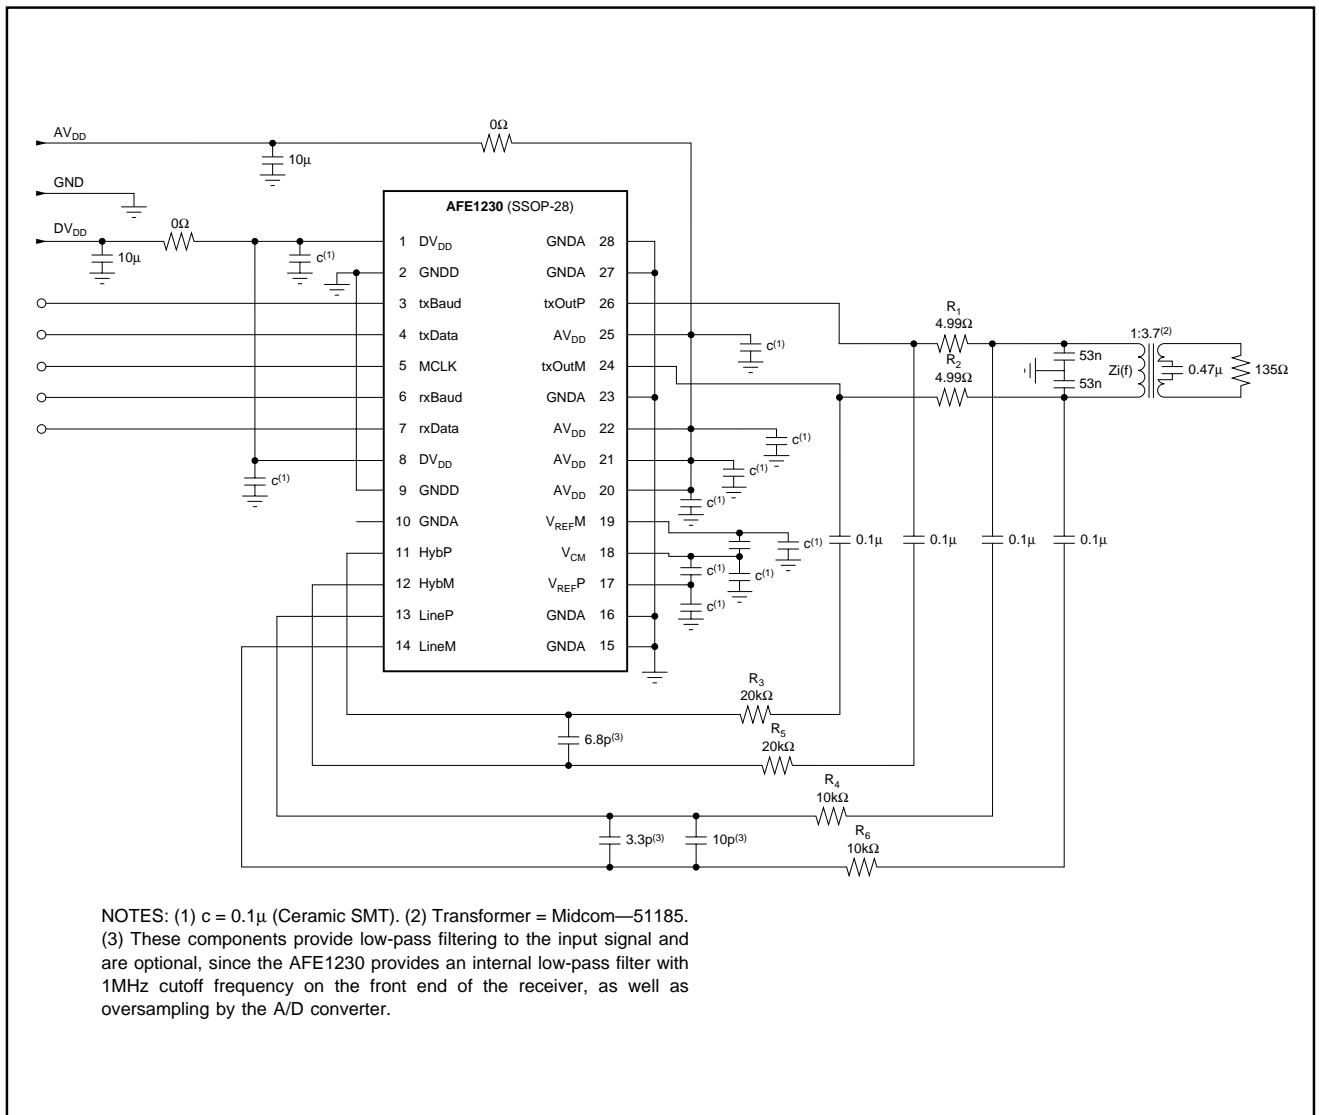 AV_DD
0Ω
10µ
GND
DV_DD
0Ω
10µ
c(1)
c(1)
AFE1230 (SSOP-28)
1 DV_DD GNDA 28
2 GNDD GNDA 27
3 txBaud txOutP 26
4 txData AV_DD 25
5 MCLK txOutM 24
6 rxBaud GNDA 23
7 rxData AV_DD 22
8 DV_DD AV_DD 21
9 GNDD AV_DD 20
10 GNDA V_REFM 19
11 HybP V_CM 18
12 HybM V_REFP 17
13 LineP GNDA 16
14 LineM GNDA 15
c(1)
c(1)
c(1)
c(1)
c(1)
c(1)
c(1)
c(1)
R1
4.99Ω
R2
4.99Ω
1:3.7(2)
53n
53n
Zi(f)
0.47µ
135Ω
0.1µ
0.1µ
0.1µ
0.1µ
R3
20kΩ
6.8p(3)
R5
20kΩ
R4
10kΩ
3.3p(3)
10p(3)
R6
10kΩ
NOTES: (1) c = 0.1µ (Ceramic SMT). (2) Transformer = Midcom—51185.
(3) These components provide low-pass filtering to the input signal and
are optional, since the AFE1230 provides an internal low-pass filter with
1MHz cutoff frequency on the front end of the receiver, as well as
oversampling by the A/D converter.